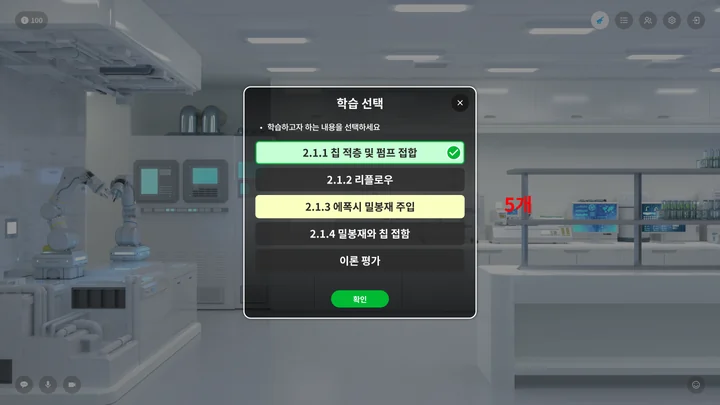 100
학습 선택
• 학습하고자 하는 내용을 선택하세요
2.1.1 칩 적층 및 펌프 접합
2.1.2 리플로우
2.1.3 에폭시 밀봉재 주입
5개
2.1.4 밀봉재와 칩 접합
이론 평가
확인